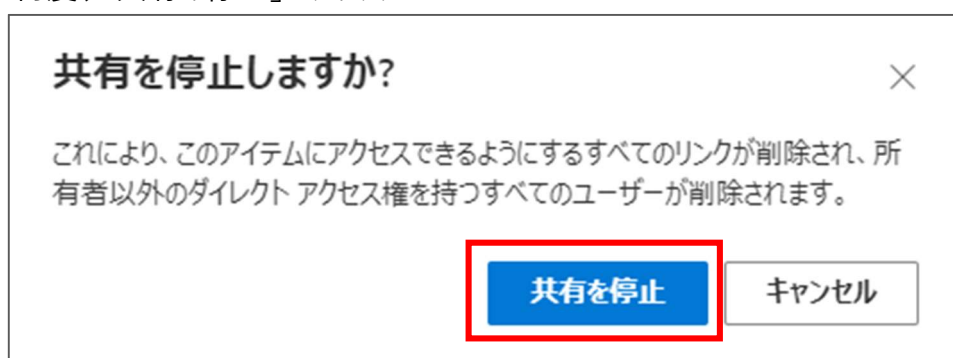 共有を停止しますか?
これにより、このアイテムにアクセスできるようにするすべてのリンクが削除され、所
有者以外のダイレクト アクセス権を持つすべてのユーザーが削除されます。
共有を停止
キャンセル